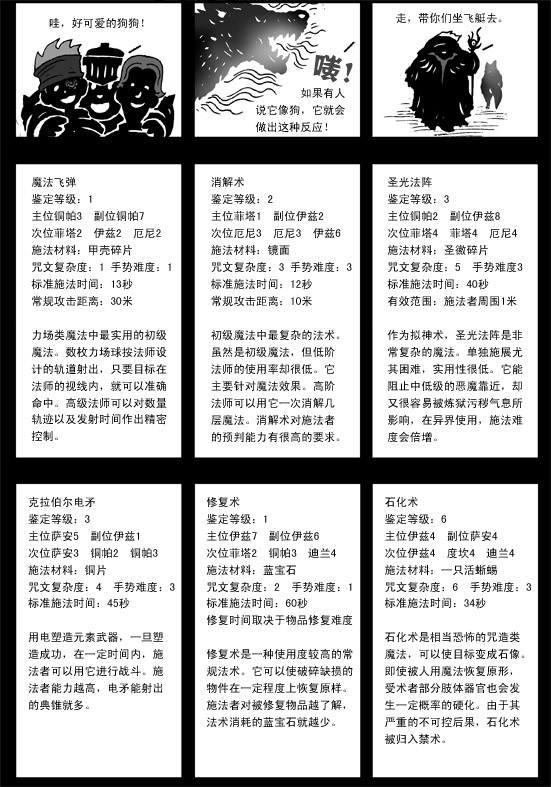 哇，好可爱的狗狗！
嗷！
如果有人
说它像狗，它就会
做出这种反应！
走，带你们坐飞艇去。
魔法飞弹
鉴定等级：1
主位铜帕3　副位铜帕7
次位菲塔2　伊兹2　厄尼2
施法材料：甲壳碎片
咒文复杂度：1 手势难度：1
标准施法时间：13秒
常规攻击距离：30米
力场类魔法中最实用的初级
魔法。数枚力场球按法师设
计的轨道射出，只要目标在
法师的视线内，就可以准确
命中。高级法师可以对数量
轨迹以及发射时间作出精密
控制。
消解术
鉴定等级：2
主位菲塔1　副位伊兹2
次位厄尼3　厄尼3　伊兹6
施法材料：镜面
咒文复杂度：3 手势难度：3
标准施法时间：12秒
常规攻击距离：10米
初级魔法中最复杂的法术。
虽然是初级魔法，但低阶
法师的使用率却很低。它
主要针对魔法效果。高阶
法师可以用它一次消解几
层魔法。消解术对施法者
的预判能力有很高的要求。
圣光法阵
鉴定等级：3
主位铜帕2　副位伊兹8
次位菲塔4　菲塔4　厄尼4
施法材料：圣徽碎片
咒文复杂度：5　手势难度3
标准施法时间：40秒
有效范围：施法者周围1米
作为拟神术，圣光法阵是非
常复杂的魔法。单独施展尤
其困难，实用性很低。它能
阻止中低级的恶魔靠近，却
又很容易被炼狱污秽气息所
影响，在异界使用，施法难
度会倍增。
克拉伯尔电矛
鉴定等级：3
主位萨安5　副位伊兹1
次位萨安3　铜帕2　铜帕3
施法材料：铜片
咒文复杂度：4　手势难度：3
标准施法时间：45秒
用电塑造元素武器，一旦塑
造成功，在一定时间内，施
法者可以用它进行战斗。施
法者能力越高，电矛能射出
的典锥就多。
修复术
鉴定等级：1
主位伊兹7　副位伊兹6
次位菲塔2　铜帕3　迪兰4
施法材料：蓝宝石
咒文复杂度：2　手势难度：1
标准施法时间：60秒
修复时间取决于物品修复难度
修复术是一种使用度较高的常
规法术。它可以使破碎缺损的
物件在一定程度上恢复原样。
施法者对被修复物品越了解，
法术消耗的蓝宝石就越少。
石化术
鉴定等级：6
主位伊兹4　副位萨安4
次位伊兹4　度坎4　迪兰4
施法材料：一只活蜥蜴
咒文复杂度：6　手势难度：3
标准施法时间：34秒
石化术是相当恐怖的咒造类
魔法，可以使目标变成石像。
即使被人用魔法恢复原形，
受术者部分肢体器官也会发
生一定概率的硬化。由于其
严重的不可控后果，石化术
被归入禁术。